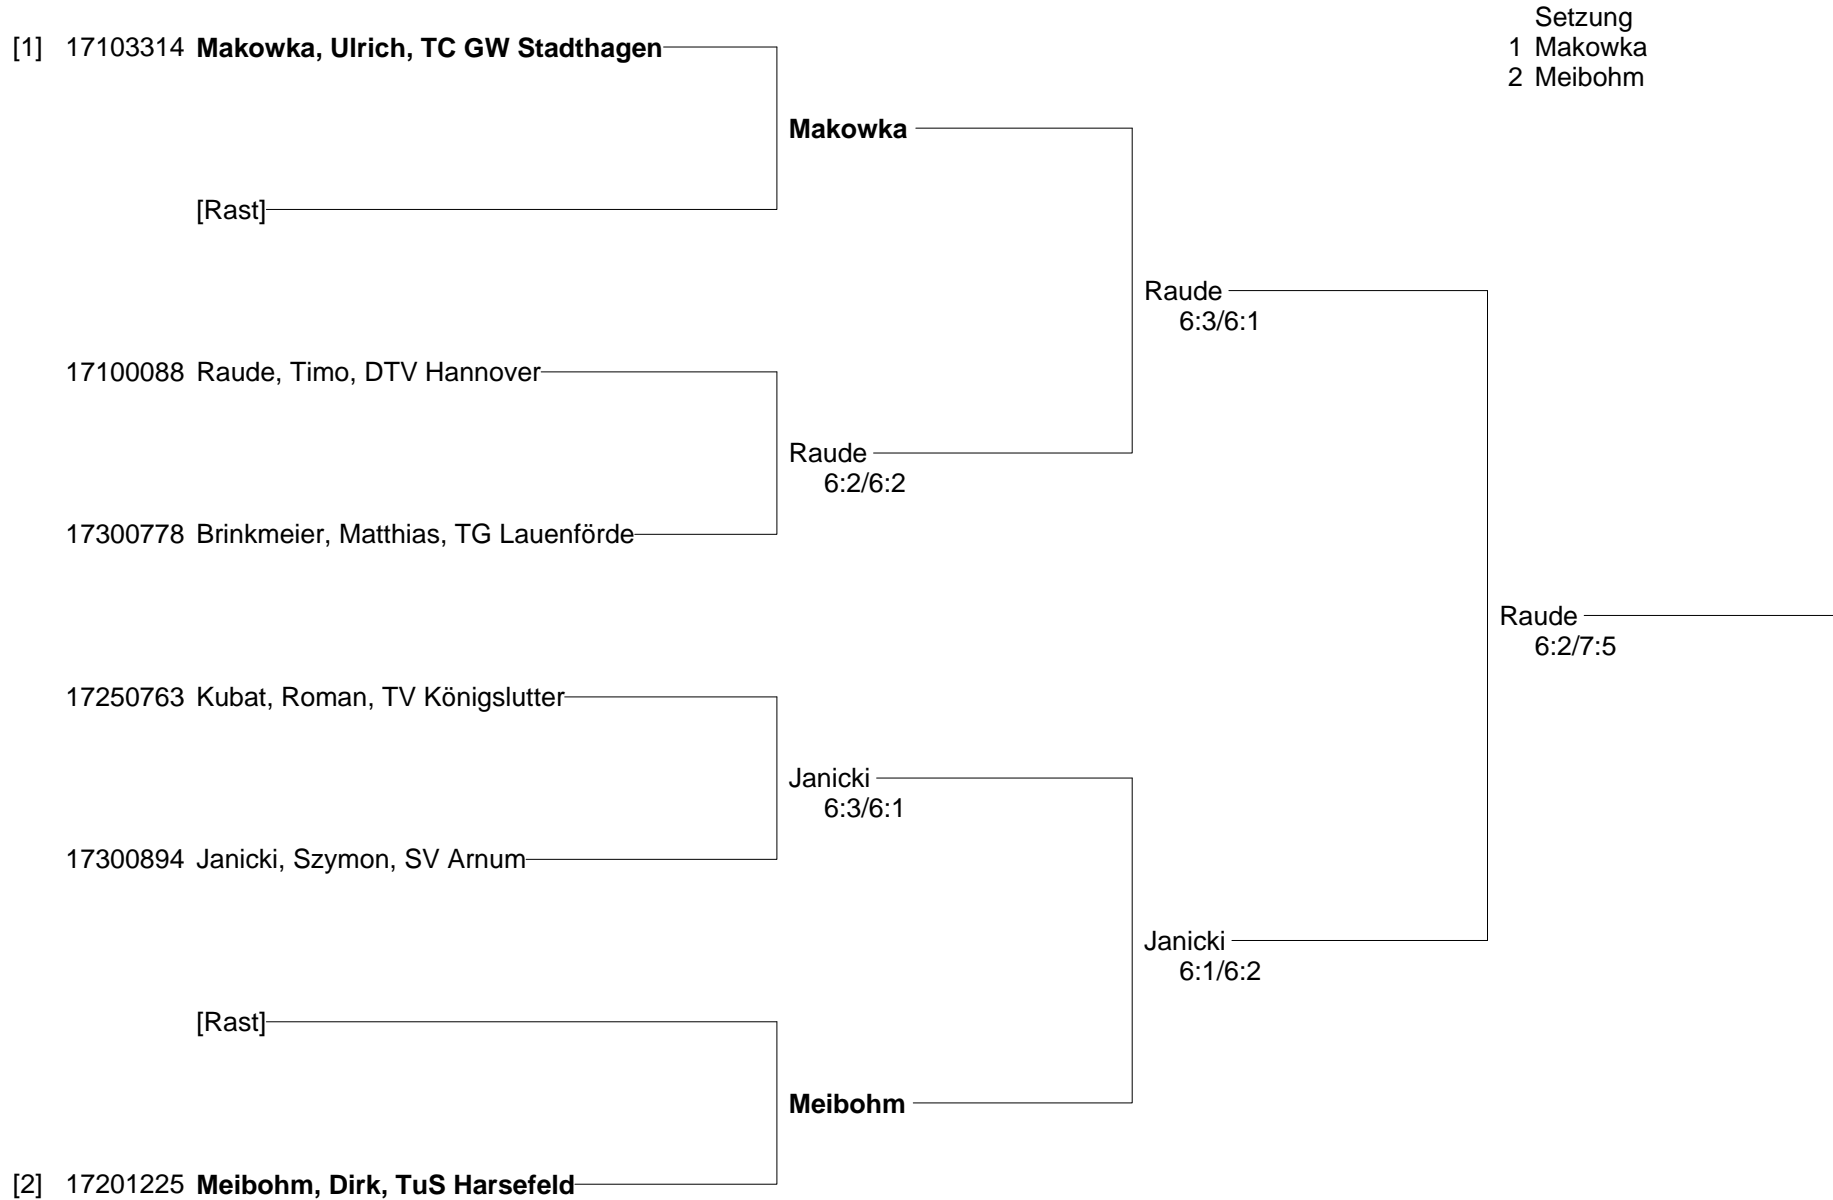 Setzung
1 Makowka
2 Meibohm
[1] 17103314 Makowka, Ulrich, TC GW Stadthagen
Makowka
[Rast]
Raude
6:3/6:1
17100088 Raude, Timo, DTV Hannover
Raude
6:2/6:2
17300778 Brinkmeier, Matthias, TG Lauenförde
Raude
6:2/7:5
17250763 Kubat, Roman, TV Königslutter
Janicki
6:3/6:1
17300894 Janicki, Szymon, SV Arnum
Janicki
6:1/6:2
[Rast]
Meibohm
[2] 17201225 Meibohm, Dirk, TuS Harsefeld